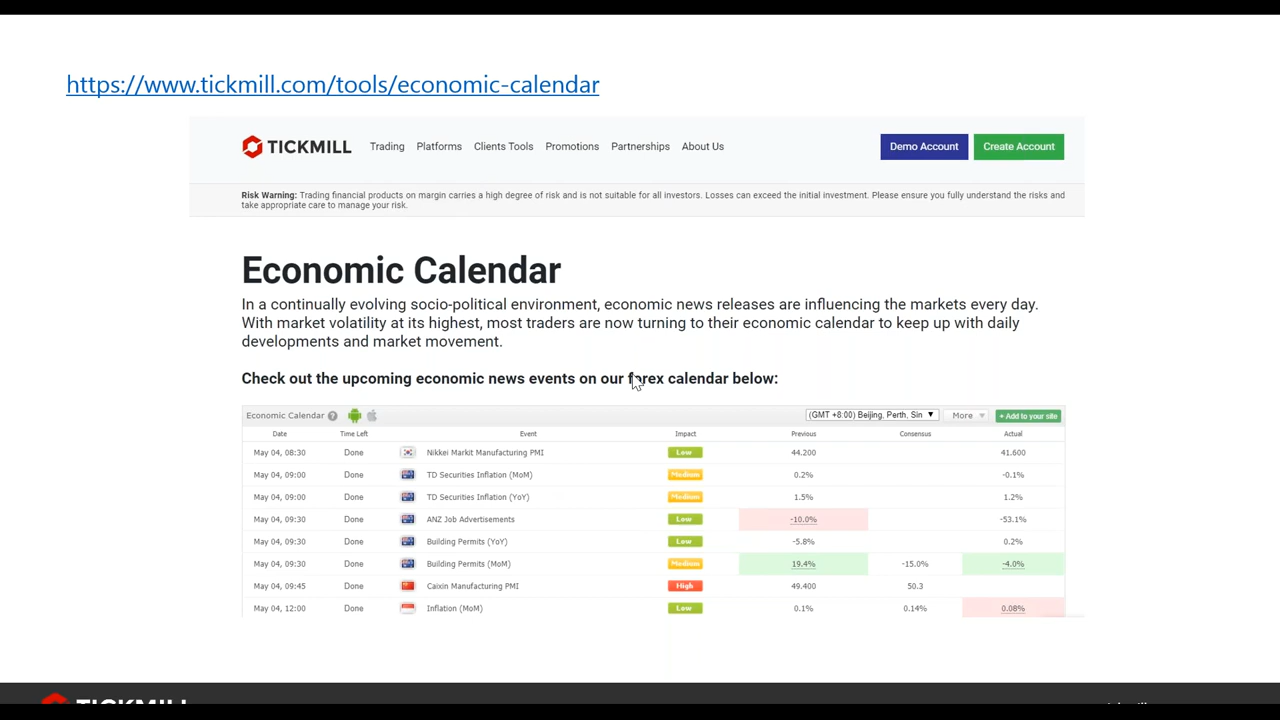 https://www.tickmill.com/tools/economic-calendar
TICKMILL Trading Platforms Clients Tools Promotions Partnerships About Us Demo Account Create Account
Risk Warning: Trading financial products on margin carries a high degree of risk and is not suitable for all investors. Losses can exceed the initial investment. Please ensure you fully understand the risks and
take appropriate care to manage your risk.
Economic Calendar
In a continually evolving socio-political environment, economic news releases are influencing the markets every day.
With market volatility at its highest, most traders are now turning to their economic calendar to keep up with daily
developments and market movement.
Check out the upcoming economic news events on our forex calendar below:
Economic Calendar ? (GMT +8:00) Beijing, Perth, Sin More + Add to your site
Date Time Left Event Impact Previous Consensus Actual
May 04, 08:30 Done Nikkei Markit Manufacturing PMI Low 44.200 41.600
May 04, 09:00 Done TD Securities Inflation (MoM) Medium 0.2% -0.1%
May 04, 09:00 Done TD Securities Inflation (YoY) Medium 1.5% 1.2%
May 04, 09:30 Done ANZ Job Advertisements Low -10.0% -53.1%
May 04, 09:30 Done Building Permits (YoY) Low -5.8% 0.2%
May 04, 09:30 Done Building Permits (MoM) Medium 19.4% -15.0% -4.0%
May 04, 09:45 Done Caixin Manufacturing PMI High 49.400 50.3
May 04, 12:00 Done Inflation (MoM) Low 0.1% 0.14% 0.08%
TICKMILL